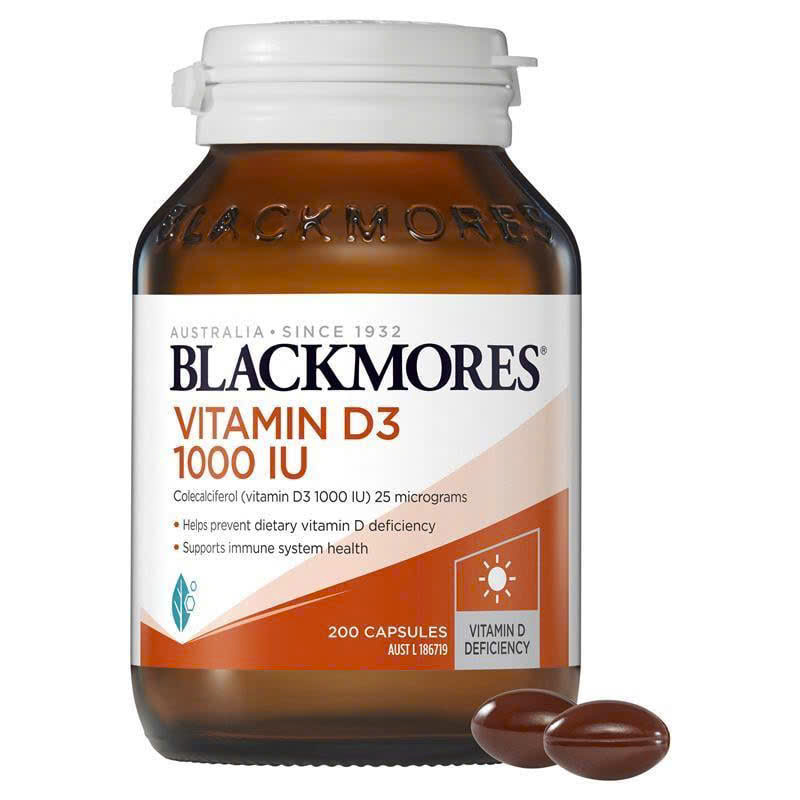 BLACKMORES
AUSTRALIA • SINCE 1932
BLACKMORES®
VITAMIN D3
1000 IU
Colecalciferol (vitamin D3 1000 IU) 25 micrograms
• Helps prevent dietary vitamin D deficiency
• Supports immune system health
200 CAPSULES
AUST L 186719
VITAMIN D
DEFICIENCY